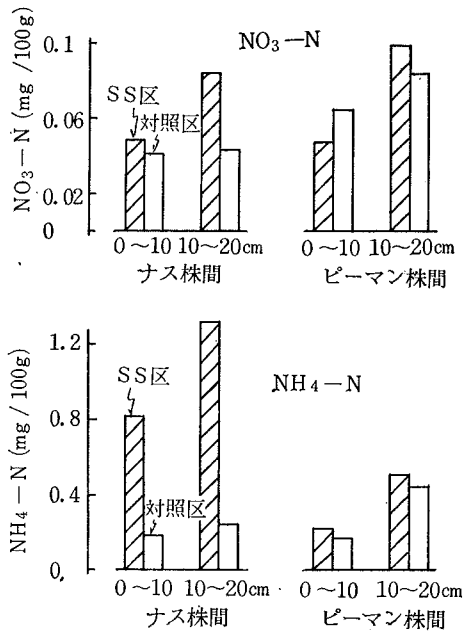 NO₃－N
NO₃－N (mg /100g)
0.1
0.06
0.02
0
SS区
対照区
0～10 10～20cm
ナス株間
0～10 10～20cm
ピーマン株間
NH₄－N
NH₄－N (mg / 100g)
1.2
0.8
0.4
0
SS区
対照区
0～10 10～20cm
ナス株間
0～10 10～20cm
ピーマン株間